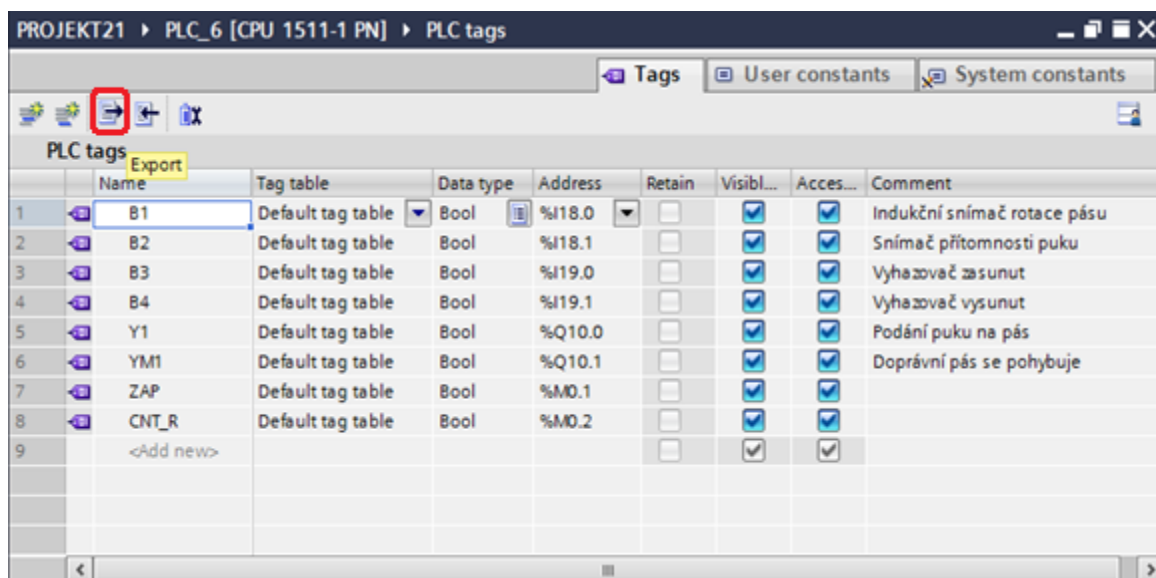 PROJEKT21 ▸ PLC_6 [CPU 1511-1 PN] ▸ PLC tags
Tags User constants System constants
PLC tags
Export
Name Tag table Data type Address Retain Visibl... Acces... Comment
1 B1 Default tag table Bool %I18.0 Indukční snímač rotace pásu
2 B2 Default tag table Bool %I18.1 Snímač přítomnosti puku
3 B3 Default tag table Bool %I19.0 Vyhazovač zasunut
4 B4 Default tag table Bool %I19.1 Vyhazovač vysunut
5 Y1 Default tag table Bool %Q10.0 Podání puku na pás
6 YM1 Default tag table Bool %Q10.1 Doprávní pás se pohybuje
7 ZAP Default tag table Bool %M0.1
8 CNT_R Default tag table Bool %M0.2
9 <Add new>